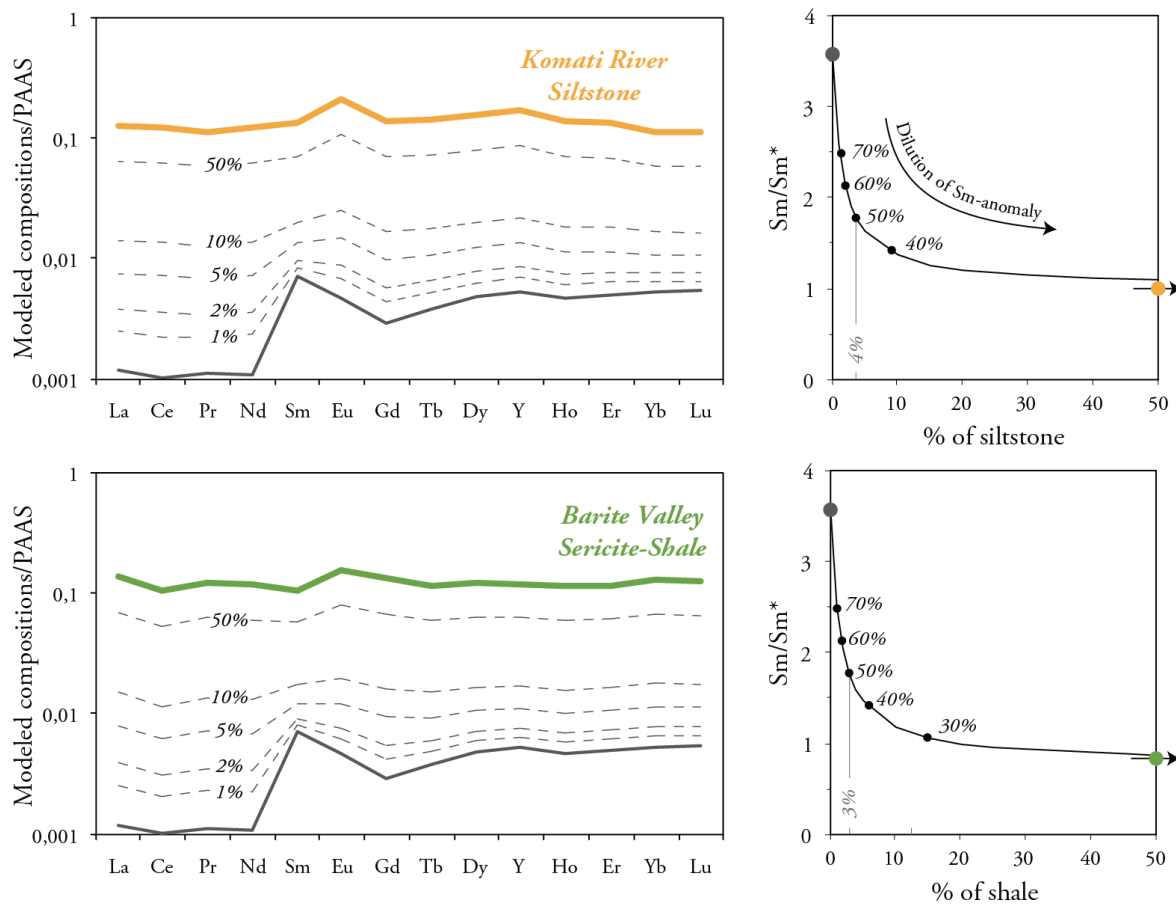 Modeled compositions/PAAS
1
0,1
0,01
0,001
Komati River
Siltstone
50%
10%
5%
2%
1%
La Ce Pr Nd Sm Eu Gd Tb Dy Y Ho Er Yb Lu
Sm/Sm*
4
3
2
1
0
70%
60%
50%
40%
Dilution of Sm-anomaly
4%
0 10 20 30 40 50
% of siltstone
Modeled compositions/PAAS
1
0,1
0,01
0,001
Barite Valley
Sericite-Shale
50%
10%
5%
2%
1%
La Ce Pr Nd Sm Eu Gd Tb Dy Y Ho Er Yb Lu
Sm/Sm*
4
3
2
1
0
70%
60%
50%
40%
30%
3%
0 10 20 30 40 50
% of shale